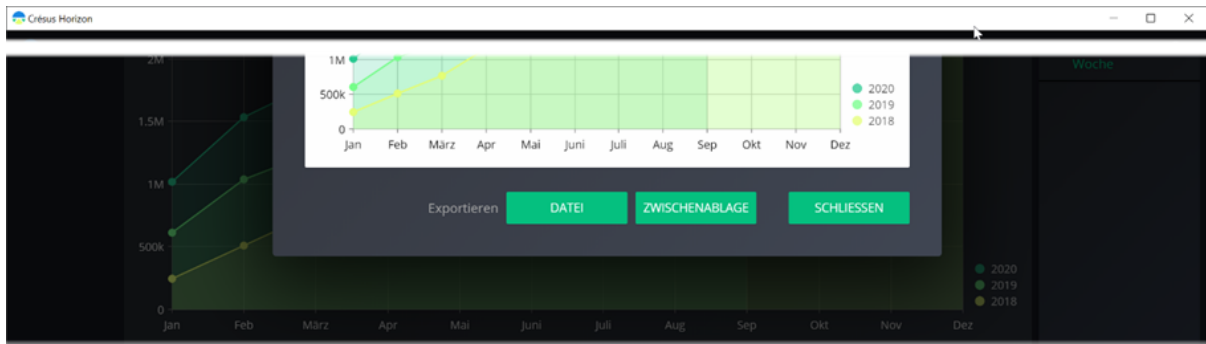 Crésus Horizon
2M
1.5M
1M
500k
0
Jan Feb März Apr Mai Juni Juli Aug Sep Okt Nov Dez
2020
2019
2018
Woche
1M
500k
0
Jan Feb März Apr Mai Juni Juli Aug Sep Okt Nov Dez
2020
2019
2018
Exportieren DATEI ZWISCHENABLAGE SCHLIESSEN